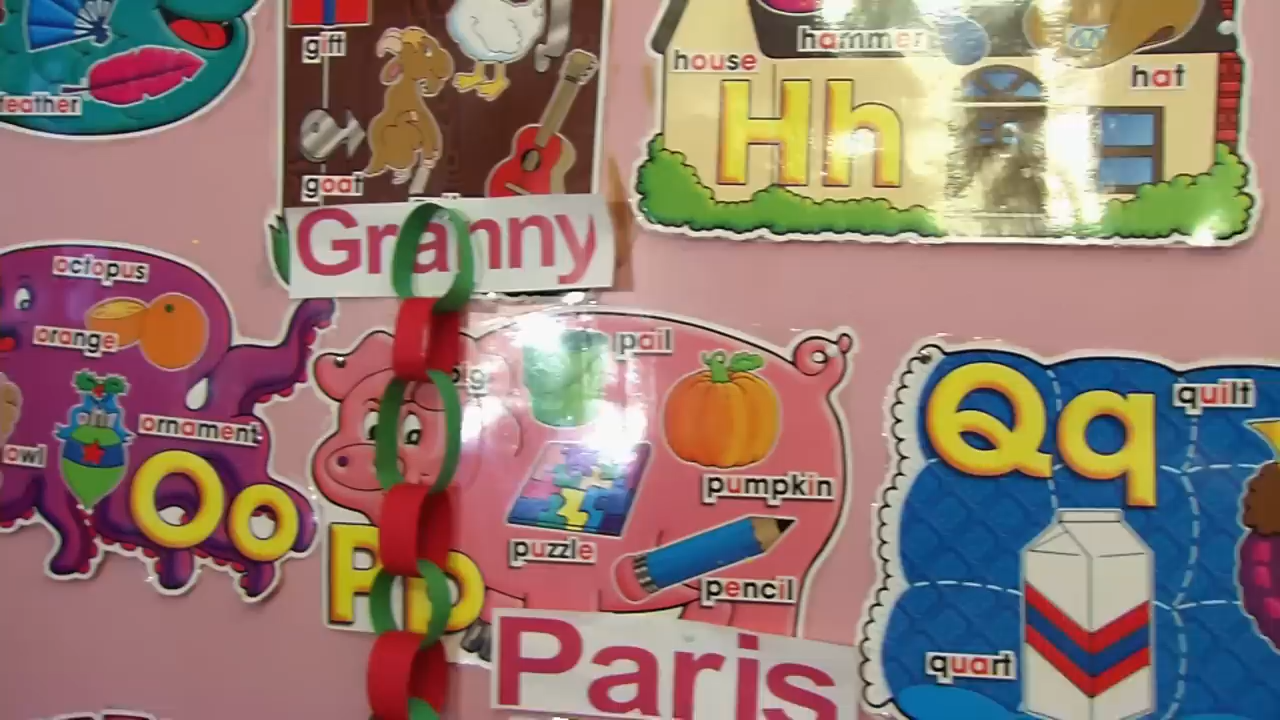 gift
hammer
house
hat
feather
Hh
goat
Granny
octopus
orange
pail
pig
quilt
Qq
ornament
owl
pumpkin
Oo
puzzle
Pp
pencil
quart
Paris